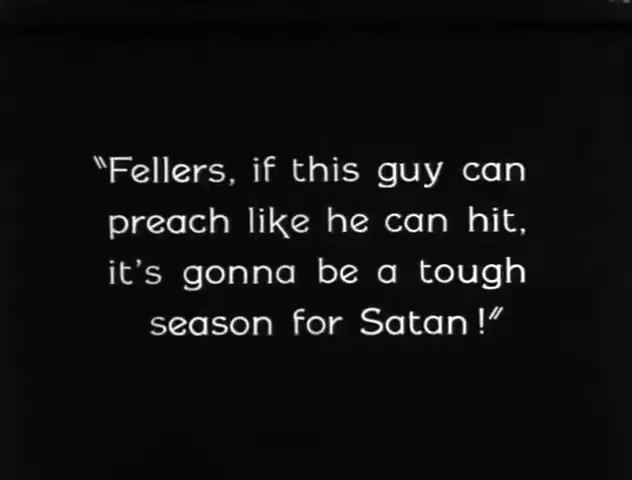 "Fellers, if this guy can
preach like he can hit,
it's gonna be a tough
season for Satan!"